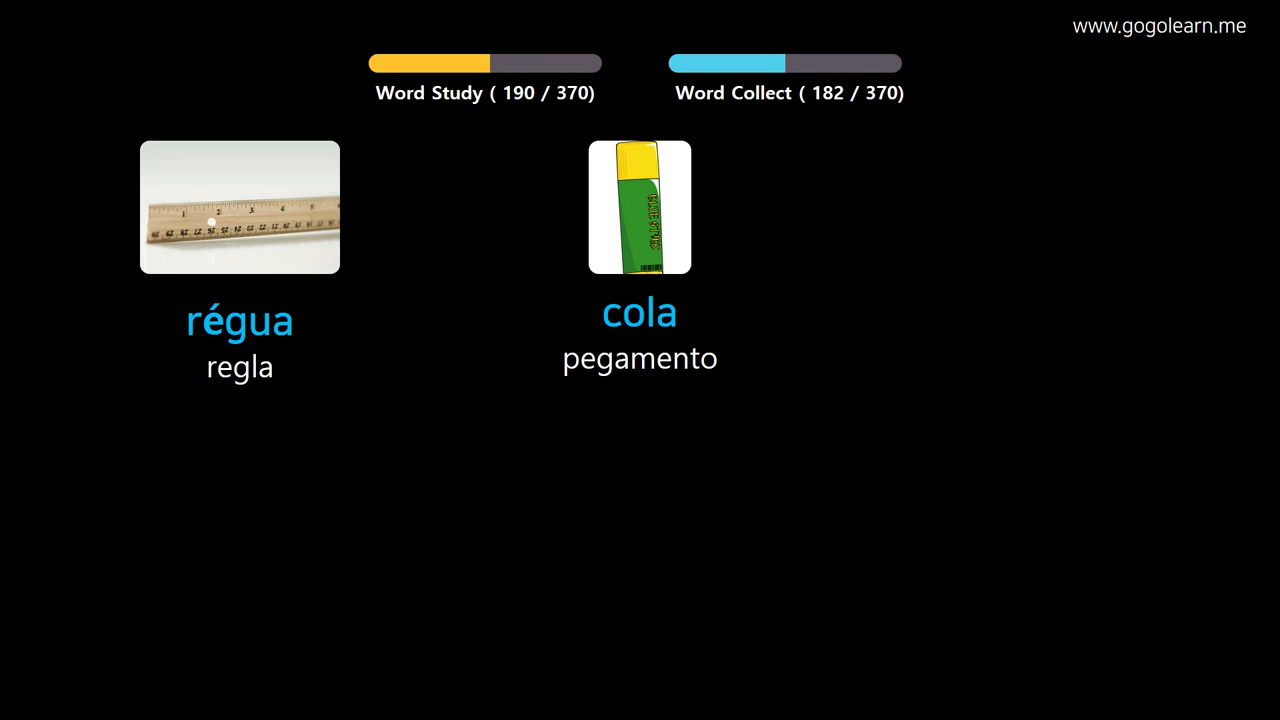 www.gogolearn.me
Word Study ( 190 / 370)
Word Collect ( 182 / 370)
régua
regla
cola
pegamento